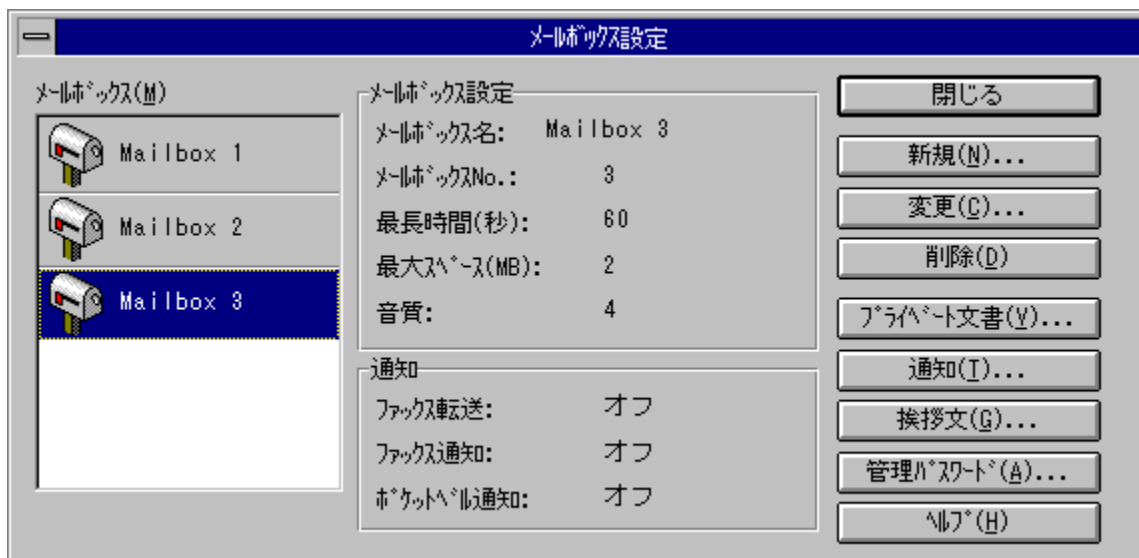 メールボックス設定
メールボックス(M)
Mailbox 1
Mailbox 2
Mailbox 3
メールボックス設定
メールボックス名: Mailbox 3
メールボックスNo.: 3
最長時間(秒): 60
最大スペース(MB): 2
音質: 4
通知
ファックス転送: オフ
ファックス通知: オフ
ポケットベル通知: オフ
閉じる
新規(N)...
変更(C)...
削除(D)
プライベート文書(V)...
通知(T)...
挨拶文(G)...
管理パスワード(A)...
ヘルプ(H)